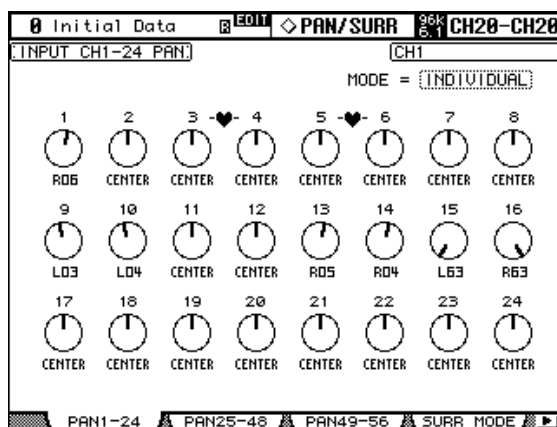 0 Initial Data R EDIT ◇PAN/SURR 96k 6.1 CH20-CH20
INPUT CH1-24 PAN CH1
MODE = INDIVIDUAL
1 2 3 -♥- 4 5 -♥- 6 7 8
R06 CENTER CENTER CENTER CENTER CENTER CENTER CENTER
9 10 11 12 13 14 15 16
L03 L04 CENTER CENTER R05 R04 L63 R63
17 18 19 20 21 22 23 24
CENTER CENTER CENTER CENTER CENTER CENTER CENTER CENTER
PAN1-24 PAN25-48 PAN49-56 SURR MODE